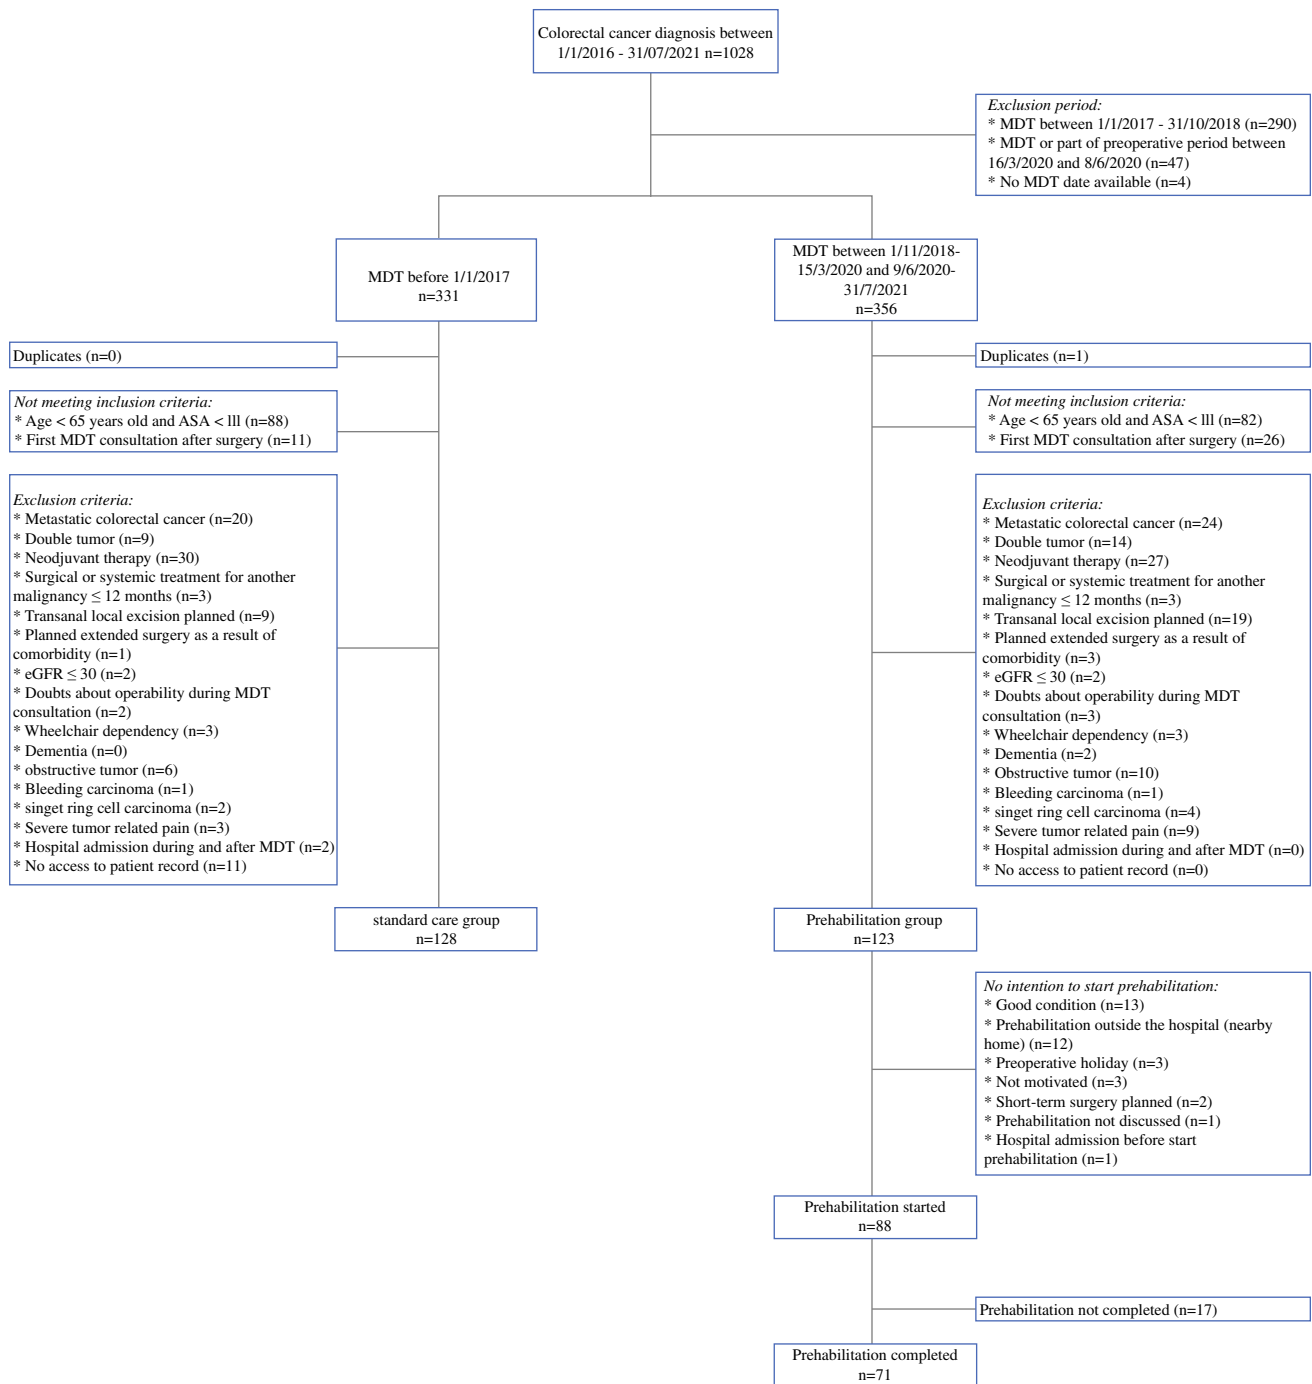 Colorectal cancer diagnosis between
1/1/2016 - 31/07/2021 n=1028
Exclusion period:
* MDT between 1/1/2017 - 31/10/2018 (n=290)
* MDT or part of preoperative period between
16/3/2020 and 8/6/2020 (n=47)
* No MDT date available (n=4)
MDT before 1/1/2017
n=331
MDT between 1/11/2018-
15/3/2020 and 9/6/2020-
31/7/2021
n=356
Duplicates (n=0)
Duplicates (n=1)
Not meeting inclusion criteria:
* Age < 65 years old and ASA < lll (n=88)
* First MDT consultation after surgery (n=11)
Not meeting inclusion criteria:
* Age < 65 years old and ASA < lll (n=82)
* First MDT consultation after surgery (n=26)
Exclusion criteria:
* Metastatic colorectal cancer (n=20)
* Double tumor (n=9)
* Neodjuvant therapy (n=30)
* Surgical or systemic treatment for another
malignancy ≤ 12 months (n=3)
* Transanal local excision planned (n=9)
* Planned extended surgery as a result of
comorbidity (n=1)
* eGFR ≤ 30 (n=2)
* Doubts about operability during MDT
consultation (n=2)
* Wheelchair dependency (n=3)
* Dementia (n=0)
* obstructive tumor (n=6)
* Bleeding carcinoma (n=1)
* singet ring cell carcinoma (n=2)
* Severe tumor related pain (n=3)
* Hospital admission during and after MDT (n=2)
* No access to patient record (n=11)
Exclusion criteria:
* Metastatic colorectal cancer (n=24)
* Double tumor (n=14)
* Neodjuvant therapy (n=27)
* Surgical or systemic treatment for another
malignancy ≤ 12 months (n=3)
* Transanal local excision planned (n=19)
* Planned extended surgery as a result of
comorbidity (n=3)
* eGFR ≤ 30 (n=2)
* Doubts about operability during MDT
consultation (n=3)
* Wheelchair dependency (n=3)
* Dementia (n=2)
* Obstructive tumor (n=10)
* Bleeding carcinoma (n=1)
* singet ring cell carcinoma (n=4)
* Severe tumor related pain (n=9)
* Hospital admission during and after MDT (n=0)
* No access to patient record (n=0)
standard care group
n=128
Prehabilitation group
n=123
No intention to start prehabilitation:
* Good condition (n=13)
* Prehabilitation outside the hospital (nearby
home) (n=12)
* Preoperative holiday (n=3)
* Not motivated (n=3)
* Short-term surgery planned (n=2)
* Prehabilitation not discussed (n=1)
* Hospital admission before start
prehabilitation (n=1)
Prehabilitation started
n=88
Prehabilitation not completed (n=17)
Prehabilitation completed
n=71